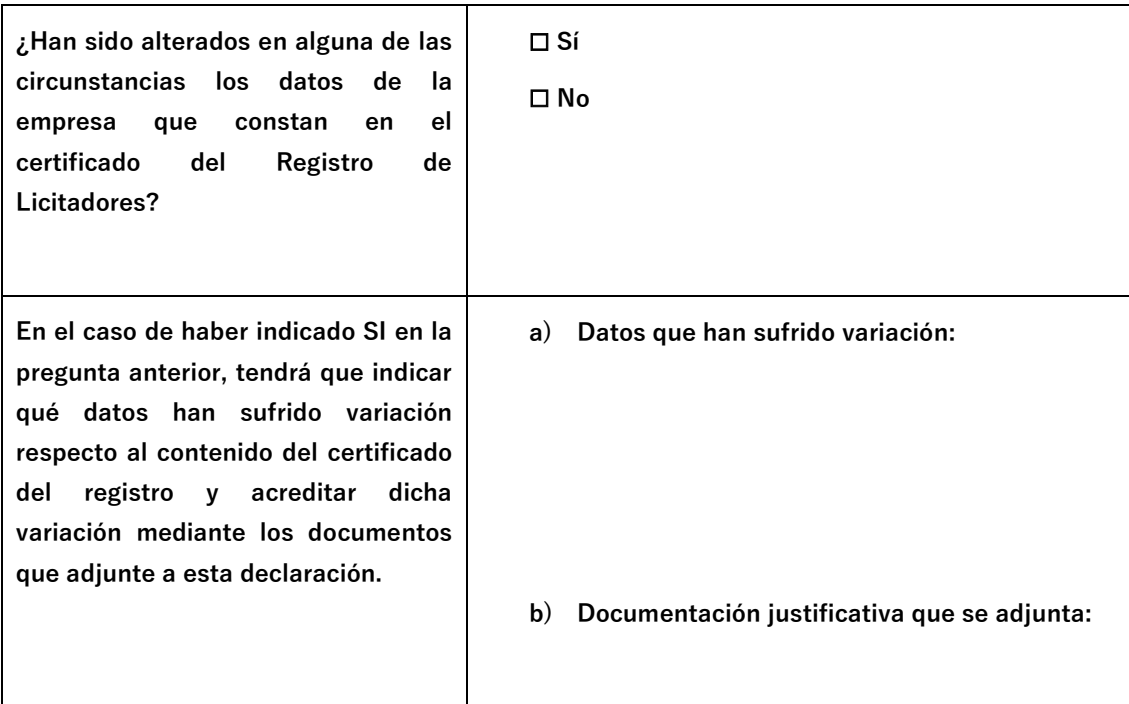 ¿Han sido alterados en alguna de las
circunstancias los datos de la
empresa que constan en el
certificado del Registro de
Licitadores?
☐ Sí
☐ No
En el caso de haber indicado SI en la
pregunta anterior, tendrá que indicar
qué datos han sufrido variación
respecto al contenido del certificado
del registro y acreditar dicha
variación mediante los documentos
que adjunte a esta declaración.
a) Datos que han sufrido variación:
b) Documentación justificativa que se adjunta: